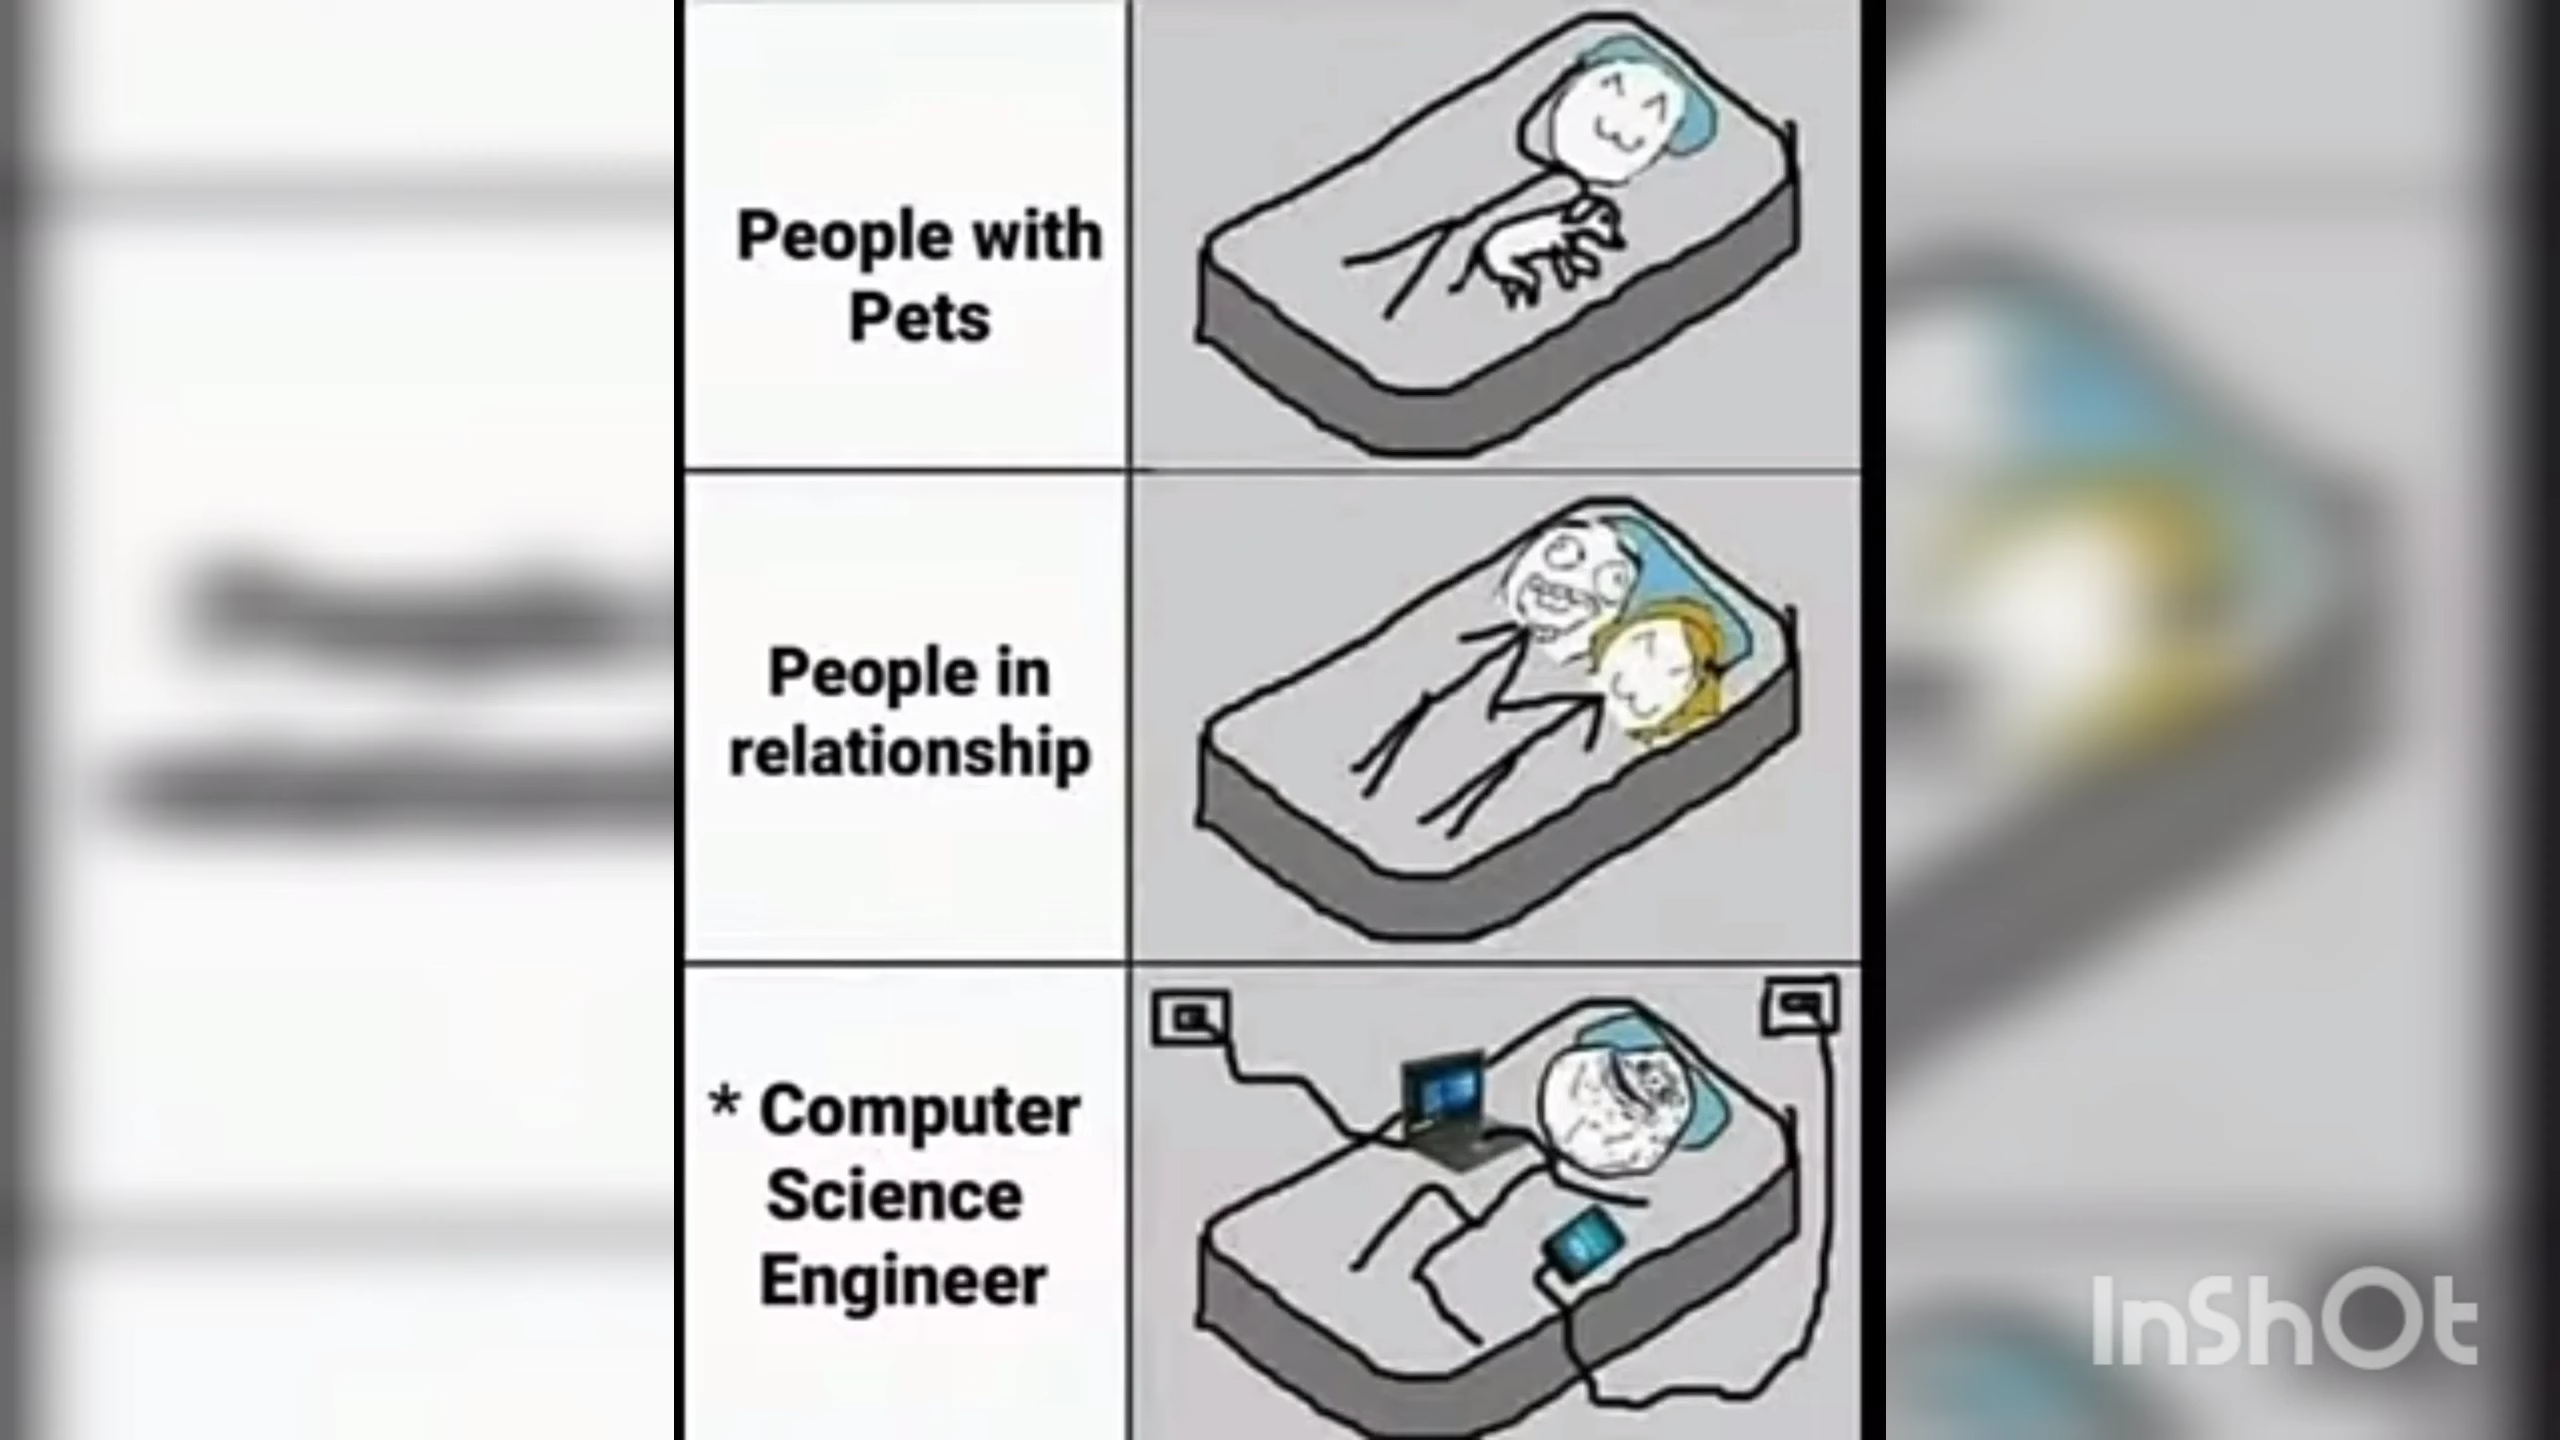 People with
Pets
People in
relationship
* Computer
Science
Engineer
InShOt